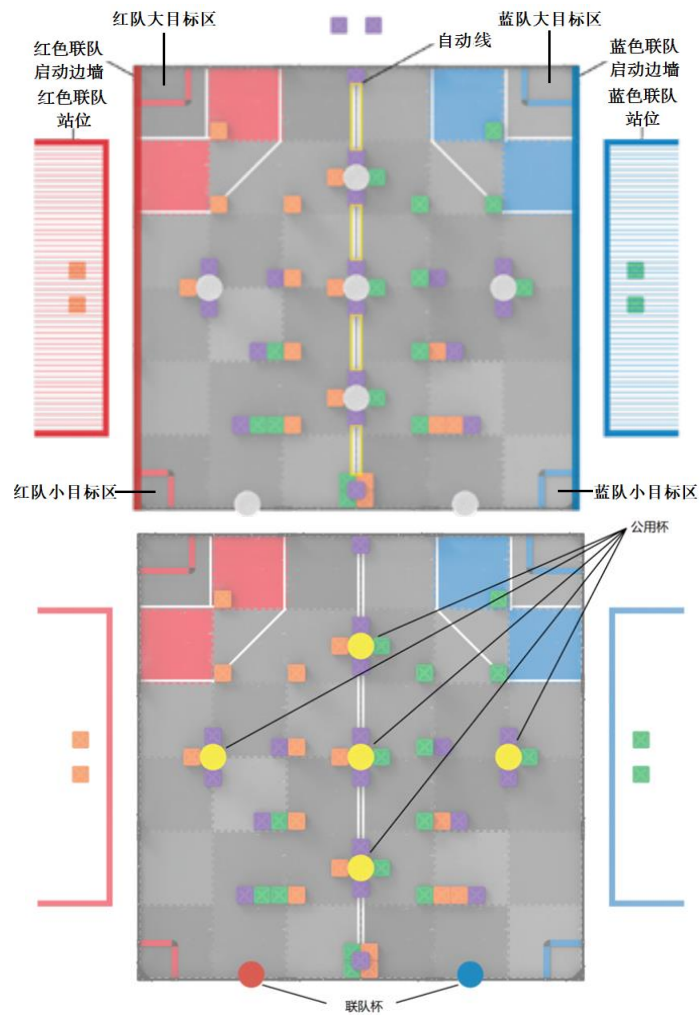 红队大目标区
蓝队大目标区
自动线
红色联队
启动边墙
蓝色联队
启动边墙
红色联队
站位
蓝色联队
站位
红队小目标区
蓝队小目标区
公用杯
联队杯